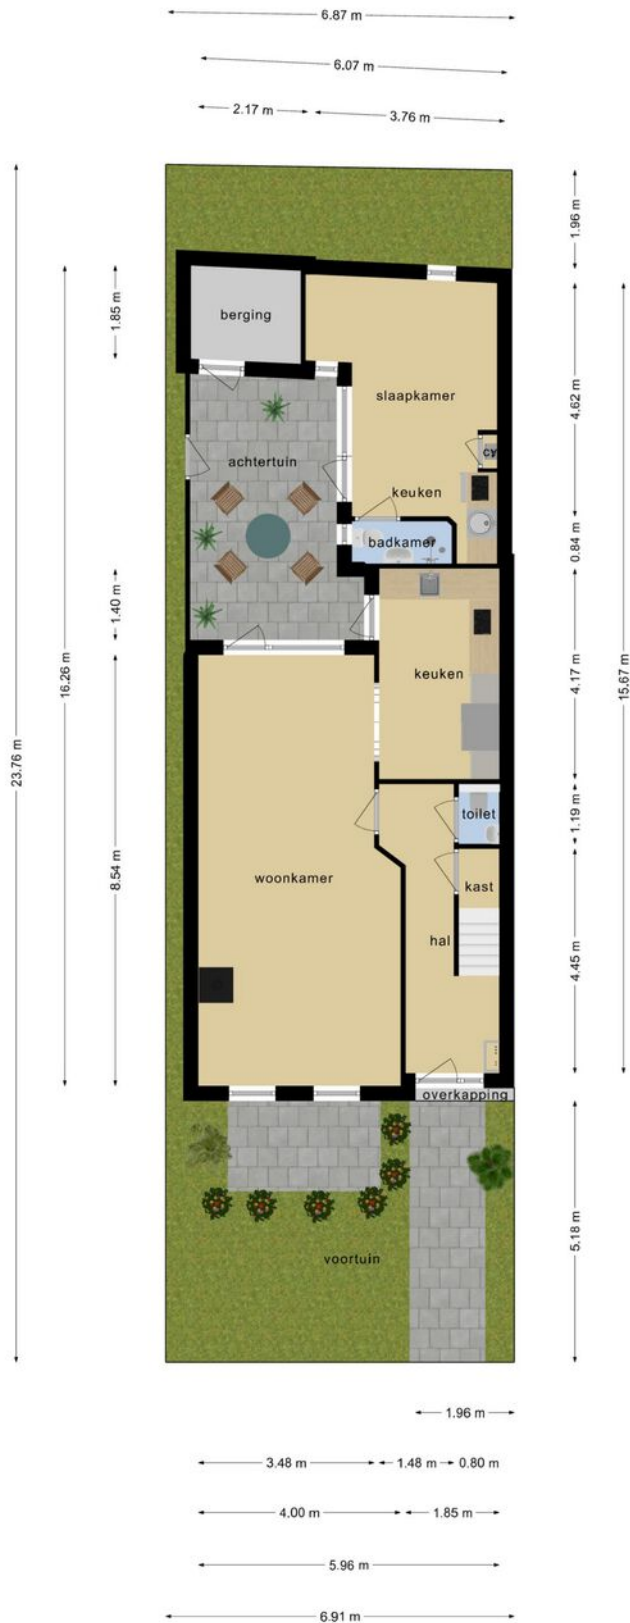 6.87 m
6.07 m
2.17 m
3.76 m
1.96 m
berging
1.85 m
slaapkamer
4.62 m
achtertuin
CV
keuken
badkamer
0.84 m
1.40 m
16.26 m
keuken
4.17 m
15.67 m
23.76 m
toilet
1.19 m
8.54 m
woonkamer
kast
hal
4.45 m
overkapping
voortuin
5.18 m
1.96 m
3.48 m
1.48 m
0.80 m
4.00 m
1.85 m
5.96 m
6.91 m